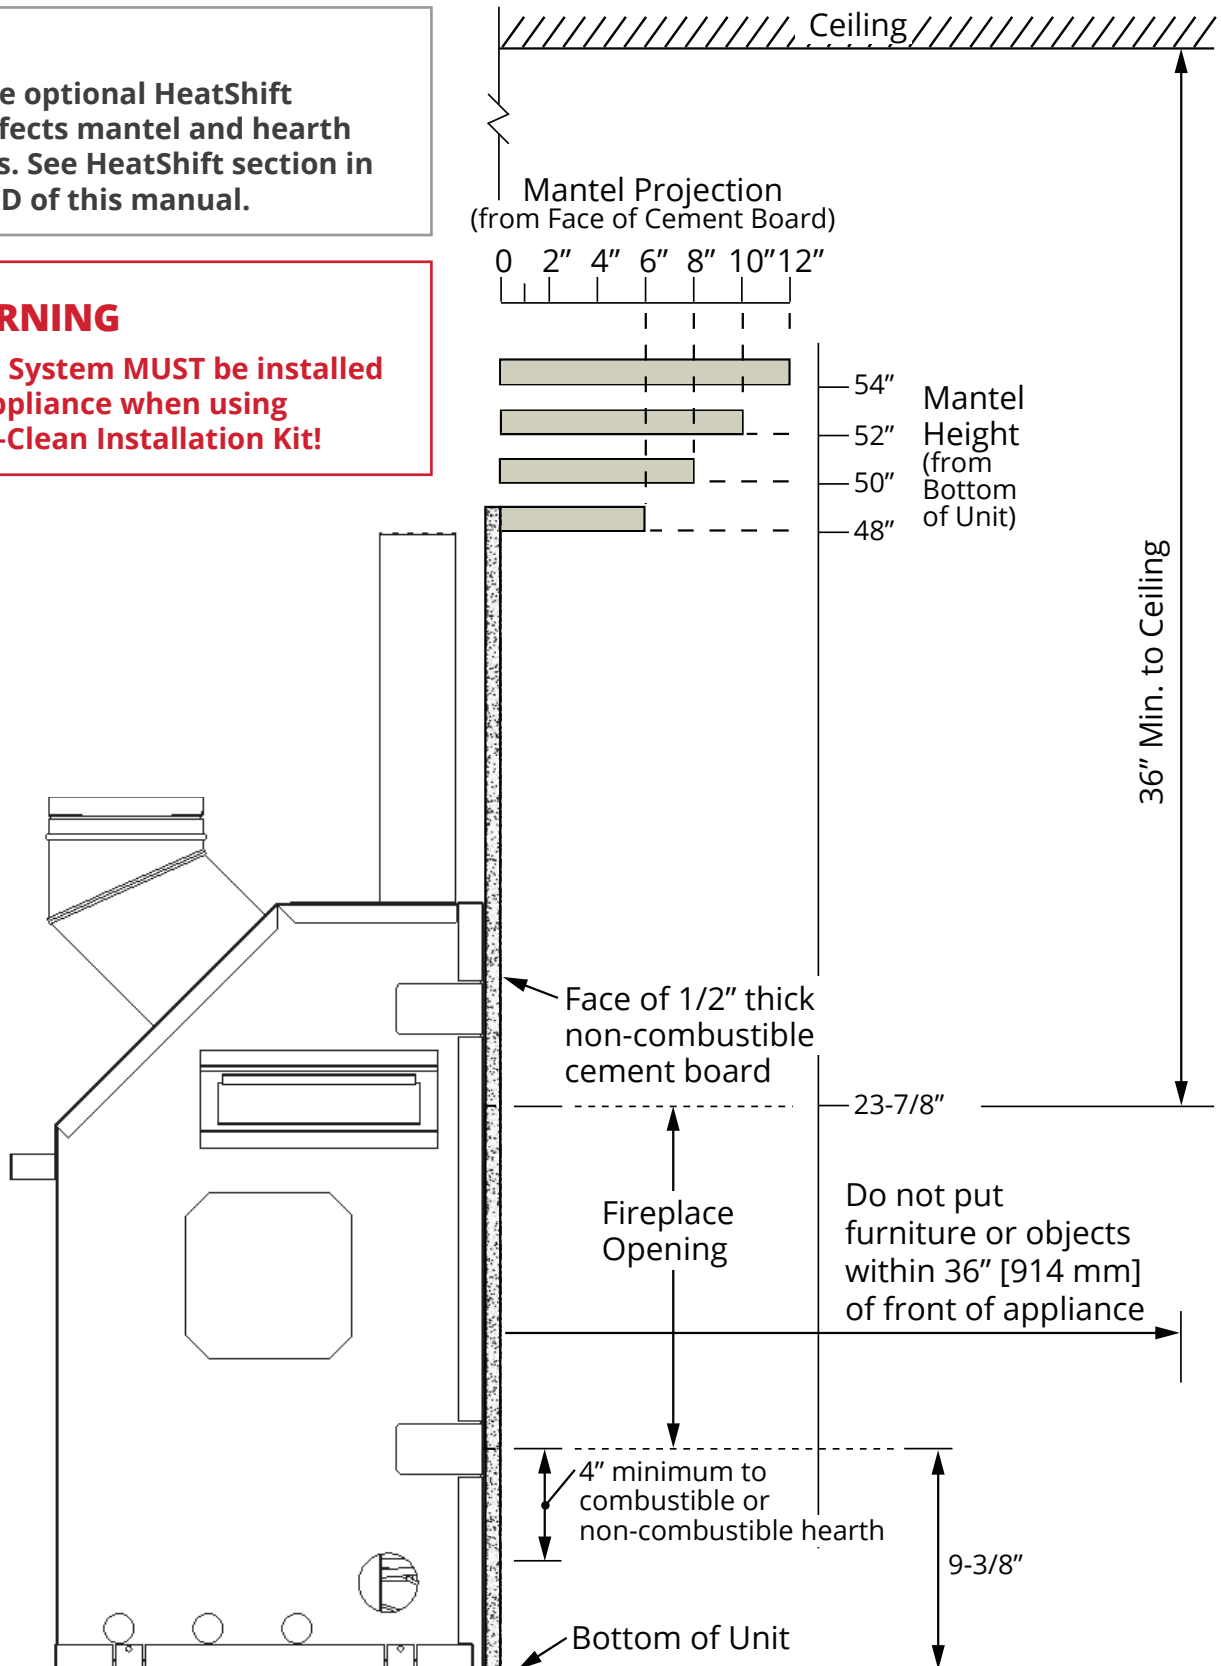 e optional HeatShift
fects mantel and hearth
s. See HeatShift section in
D of this manual.
RNING
System MUST be installed
ppliance when using
-Clean Installation Kit!
Ceiling
Mantel Projection
(from Face of Cement Board)
0 2” 4” 6” 8” 10” 12”
54”
52”
50”
48”
Mantel
Height
(from
Bottom
of Unit)
36” Min. to Ceiling
Face of 1/2” thick
non-combustible
cement board
23-7/8”
Fireplace
Opening
Do not put
furniture or objects
within 36” [914 mm]
of front of appliance
4” minimum to
combustible or
non-combustible hearth
9-3/8”
Bottom of Unit